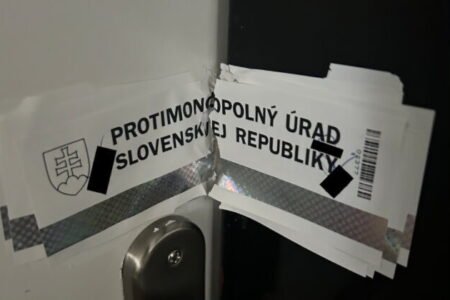 PROTIMONOPOLNÝ ÚRAD
SLOVENSKEJ REPUBLIKY